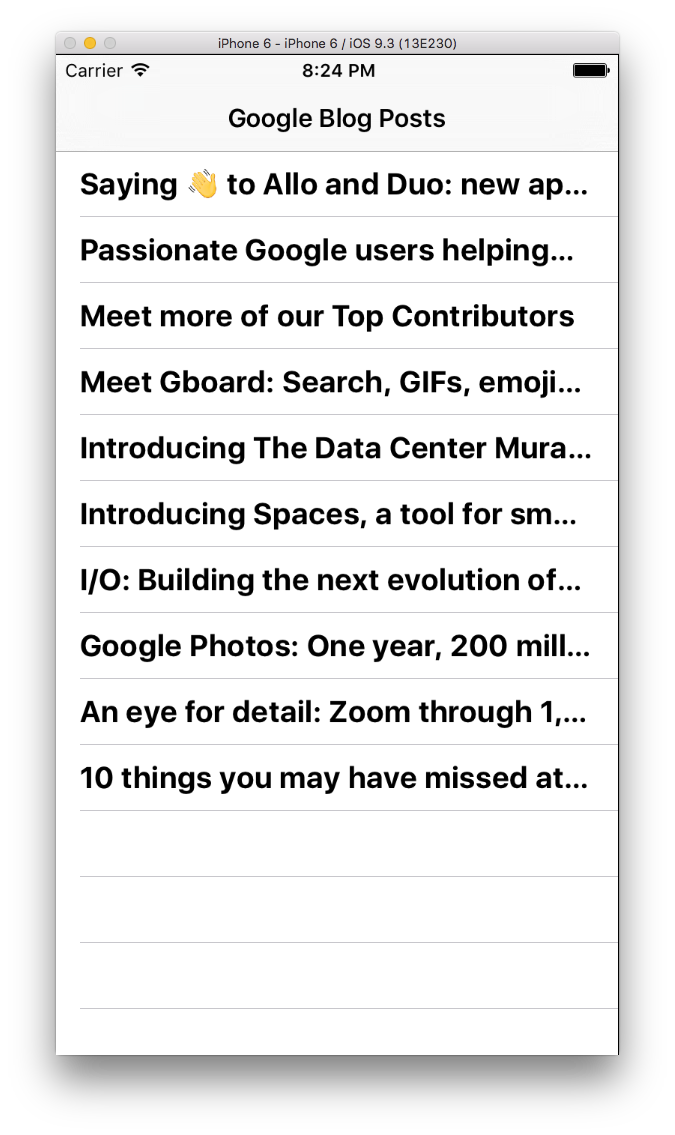 iPhone 6 - iPhone 6 / iOS 9.3 (13E230)
Carrier 8:24 PM
Google Blog Posts
Saying 👋 to Allo and Duo: new ap...
Passionate Google users helping...
Meet more of our Top Contributors
Meet Gboard: Search, GIFs, emoji...
Introducing The Data Center Mura...
Introducing Spaces, a tool for sm...
I/O: Building the next evolution of...
Google Photos: One year, 200 mill...
An eye for detail: Zoom through 1,...
10 things you may have missed at...